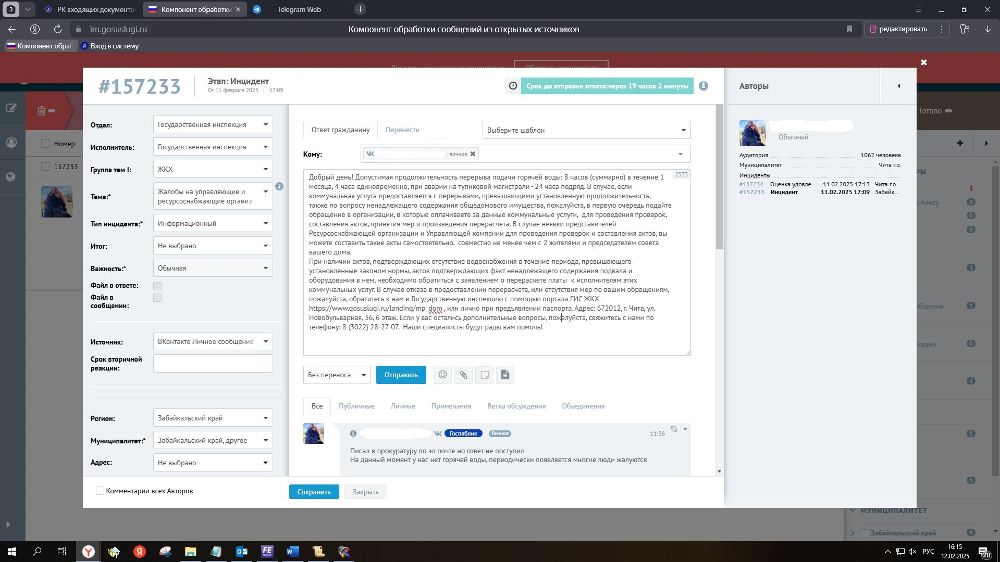 3
РК входящих документо
Компонент обработки
Telegram Web
im.gosuslugi.ru
Компонент обработки сообщений из открытых источников
редактировать
Компонент обраб
Вход в систему
#157233
Этап: Инцидент
От 11 февраля 2025 | 17:09
Срок до отправки ответа:через 19 часов 2 минуты
Авторы
Готово
Номер
157233
Отдел:
Государственная инспекция
Исполнитель:
Государственная инспекция
Группа тем I:
ЖКХ
Тема:*
Жалобы на управляющие и
ресурсоснабжающие организ
Тип инцидента:*
Информационный
Итог:
Не выбрано
Важность:*
Обычная
Файл в ответе:
Файл в
сообщении:
Источник:
ВКонтакте Личное сообщение
Срок вторичной
реакции:
Регион:
Забайкальский край
Муниципалитет:*
Забайкальский край, другое
Адрес:
Не выбрано
Комментарии всех Авторов
Ответ гражданину
Перенести
Выберите шаблон
Кому:
личное
2533
Добрый день! Допустимая продолжительность перерыва подачи горячей воды: 8 часов (суммарно) в течение 1
месяца, 4 часа единовременно, при аварии на тупиковой магистрали - 24 часа подряд. В случае, если
коммунальная услуга предоставляется с перерывами, превышающими установленную продолжительность,
также по вопросу ненадлежащего содержания общедомового имущества, пожалуйста, в первую очередь подайте
обращение в организации, в которые оплачиваете за данные коммунальные услуги,  для проведения проверок,
составления актов, принятия мер и произведения перерасчета. В случае неявки представителей
Ресурсоснабжающей организации и Управляющей компании для проведения проверок и составления актов, вы
можете составить такие акты самостоятельно,  совместно не менее чем с 2 жителями и председателем совета
вашего дома.
При наличии актов, подтверждающих отсутствие водоснабжения в течение периода, превышающего
установленные законом нормы, актов подтверждающих факт ненадлежащего содержания подвала и
оборудования в нем, необходимо обратиться с заявлением о перерасчете платы  к исполнителям этих
коммунальных услуг. В случае отказа в предоставлении перерасчета, или отсутствия мер по вашим обращениям,
пожалуйста, обратитесь к нам в Государственную инспекцию с помощью портала ГИС ЖКХ -
https://www.gosuslugi.ru/landing/mp_dom , или лично при предъявлении паспорта. Адрес: 672012, г. Чита, ул.
Новобульварная, 36, 6 этаж. Если у вас остались дополнительные вопросы, пожалуйста, свяжитесь с нами по
телефону: 8 (3022) 28-27-07.  Наши специалисты будут рады вам помочь!
Без переноса
Отправить
Все
Публичные
Личные
Примечания
Ветка обсуждения
Объединения
Госпаблик
Личное
11:36
Писал в прокуратуру по эл почте но ответ не поступил
На данный момент у нас нет горячей воды, переодически появляется многие люди жалуются
Сохранить
Закрыть
Обычный
Аудитория 1062 человека
Муниципалитет Чита г.о.
Инциденты
#157234 Оценка удовле... 11.02.2025 17:13 Чита г.о.
#157233 Инцидент 11.02.2025 17:09 Забайк...
в Алису
0
0
0
1
1
0
1
1
1
МУНИЦИПАЛИТЕТ
Забайкальский край
1
РУС
16:15
12.02.2025
20